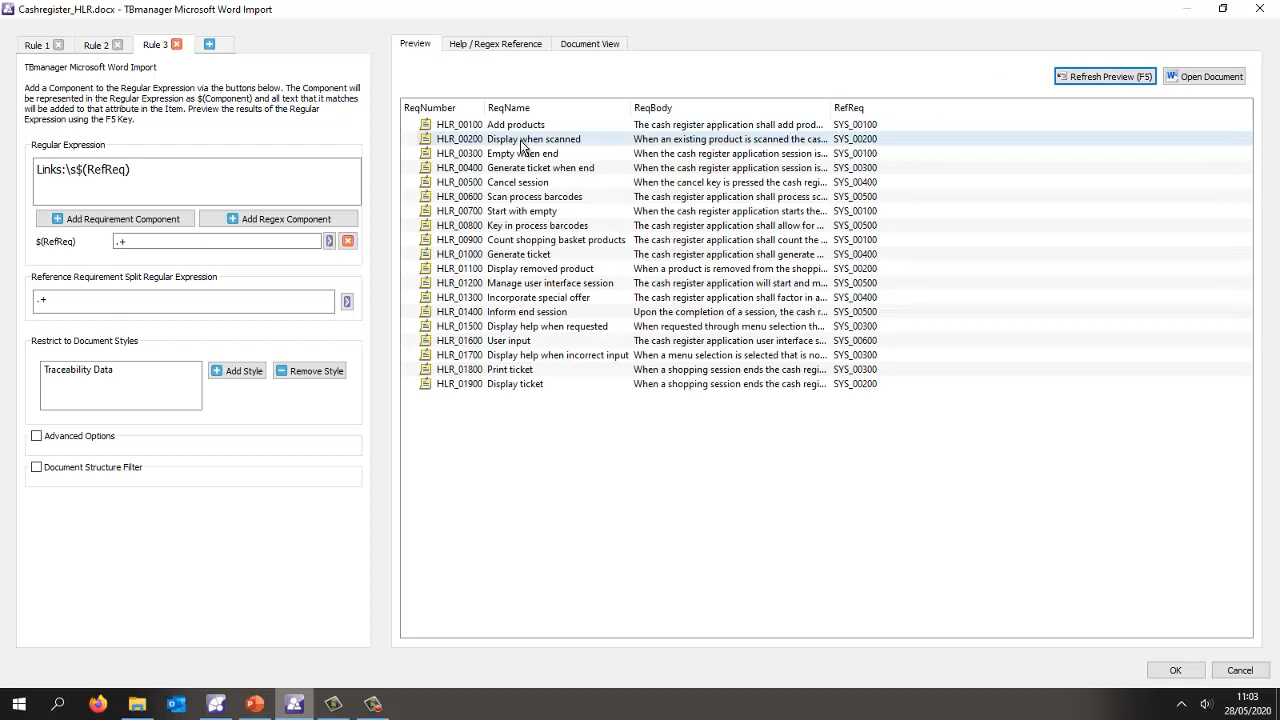 Cashregister_HLR.docx - TBmanager Microsoft Word Import
Rule 1
Rule 2
Rule 3
TBmanager Microsoft Word Import
Add a Component to the Regular Expression via the buttons below. The Component will be represented in the Regular Expression as $(Component) and all text that it matches will be added to that attribute in the Item. Preview the results of the Regular Expression using the F5 Key.
Regular Expression
Links:\s$(RefReq)
Add Requirement Component
Add Regex Component
$(RefReq) .+
Reference Requirement Split Regular Expression
.+
Restrict to Document Styles
Traceability Data
Add Style
Remove Style
Advanced Options
Document Structure Filter
Preview
Help / Regex Reference
Document View
Refresh Preview (F5)
Open Document
ReqNumber ReqName ReqBody RefReq
HLR_00100 Add products The cash register application shall add prod... SYS_00100
HLR_00200 Display when scanned When an existing product is scanned the cas... SYS_00200
HLR_00300 Empty when end When the cash register application session is... SYS_00100
HLR_00400 Generate ticket when end When the cash register application session is... SYS_00300
HLR_00500 Cancel session When the cancel key is pressed the cash regi... SYS_00400
HLR_00600 Scan process barcodes The cash register application shall process sc... SYS_00500
HLR_00700 Start with empty When the cash register application starts the... SYS_00100
HLR_00800 Key in process barcodes The cash register application shall allow for ... SYS_00500
HLR_00900 Count shopping basket products The cash register application shall count the ... SYS_00100
HLR_01000 Generate ticket The cash register application shall generate ... SYS_00400
HLR_01100 Display removed product When a product is removed from the shoppi... SYS_00200
HLR_01200 Manage user interface session The cash register application will start and m... SYS_00500
HLR_01300 Incorporate special offer The cash register application shall factor in a... SYS_00400
HLR_01400 Inform end session Upon the completion of a session, the cash r... SYS_00500
HLR_01500 Display help when requested When requested through menu selection th... SYS_00300
HLR_01600 User input The cash register application user interface s... SYS_00600
HLR_01700 Display help when incorrect input When a menu selection is selected that is no... SYS_00300
HLR_01800 Print ticket When a shopping session ends the cash regi... SYS_00300
HLR_01900 Display ticket When a shopping session ends the cash regi... SYS_00200
OK
Cancel
11:03
28/05/2020